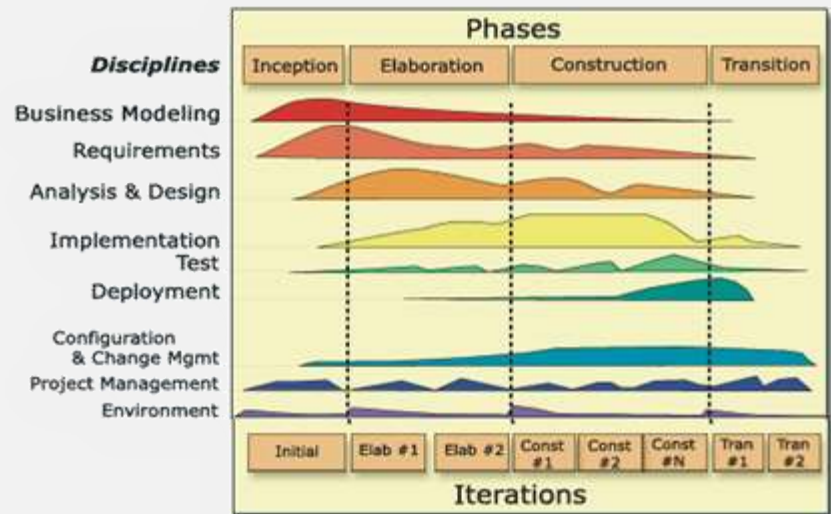 Phases
Disciplines
Inception
Elaboration
Construction
Transition
Business Modeling
Requirements
Analysis & Design
Implementation
Test
Deployment
Configuration
& Change Mgmt
Project Management
Environment
Initial
Elab #1
Elab #2
Const
#1
Const
#2
Const
#N
Tran
#1
Tran
#2
Iterations